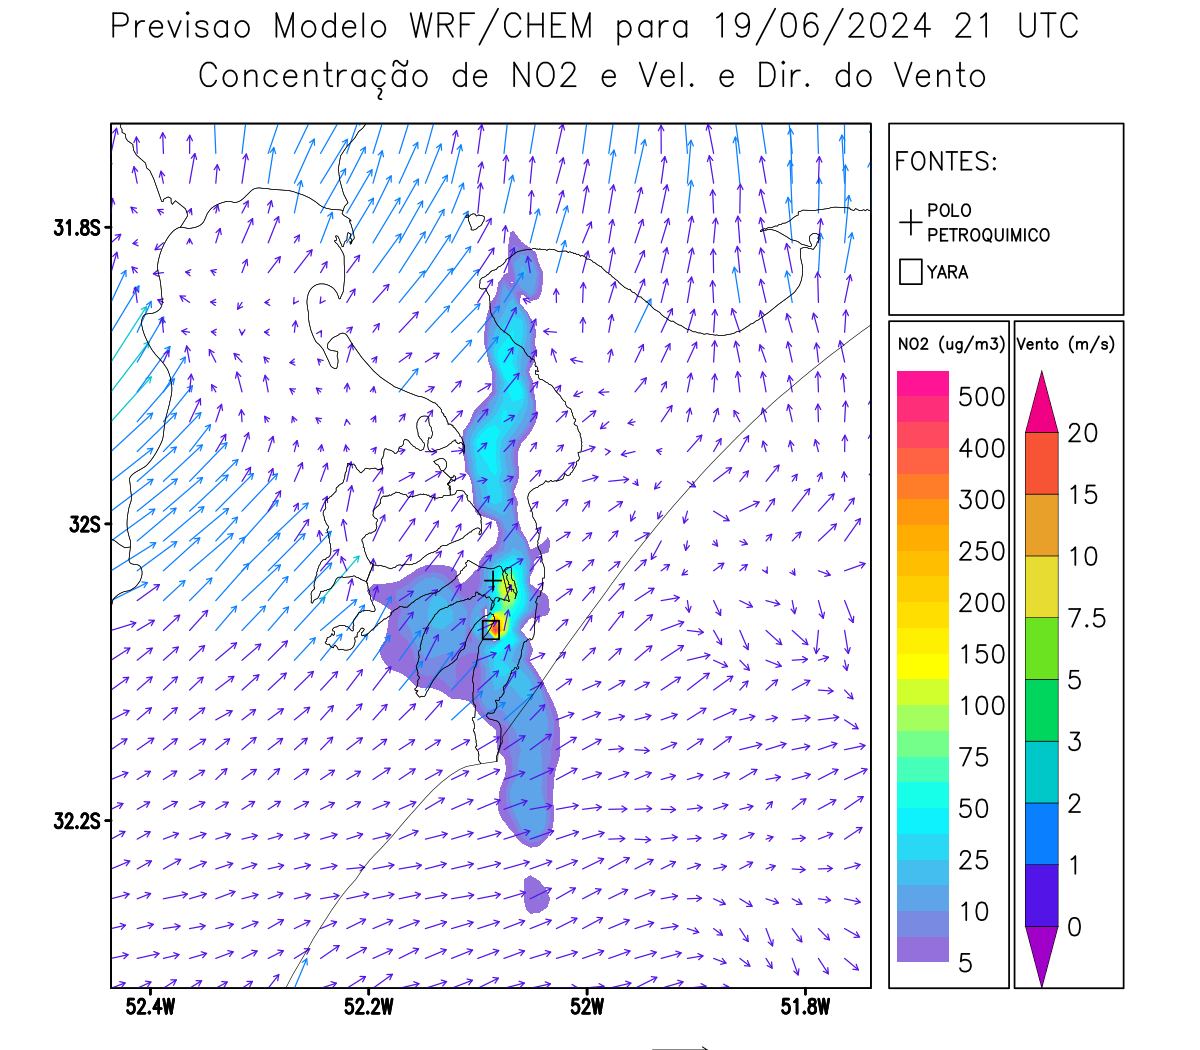 Previsao Modelo WRF/CHEM para 19/06/2024 21 UTC
Concentração de NO2 e Vel. e Dir. do Vento
FONTES:
POLO
PETROQUIMICO
YARA
NO2 (ug/m3)
500
400
300
250
200
150
100
75
50
25
10
5
Vento (m/s)
20
15
10
7.5
5
3
2
1
0
31.8S
32S
32.2S
52.4W
52.2W
52W
51.8W